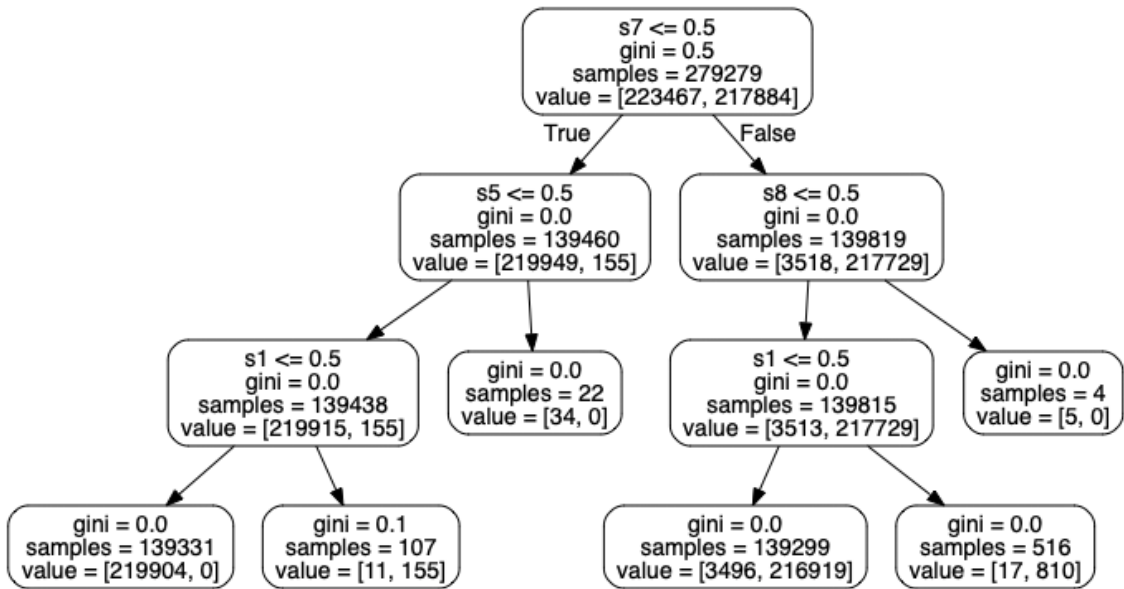 s7 <= 0.5
gini = 0.5
samples = 279279
value = [223467, 217884]
True
False
s5 <= 0.5
gini = 0.0
samples = 139460
value = [219949, 155]
s8 <= 0.5
gini = 0.0
samples = 139819
value = [3518, 217729]
s1 <= 0.5
gini = 0.0
samples = 139438
value = [219915, 155]
gini = 0.0
samples = 22
value = [34, 0]
s1 <= 0.5
gini = 0.0
samples = 139815
value = [3513, 217729]
gini = 0.0
samples = 4
value = [5, 0]
gini = 0.0
samples = 139331
value = [219904, 0]
gini = 0.1
samples = 107
value = [11, 155]
gini = 0.0
samples = 139299
value = [3496, 216919]
gini = 0.0
samples = 516
value = [17, 810]